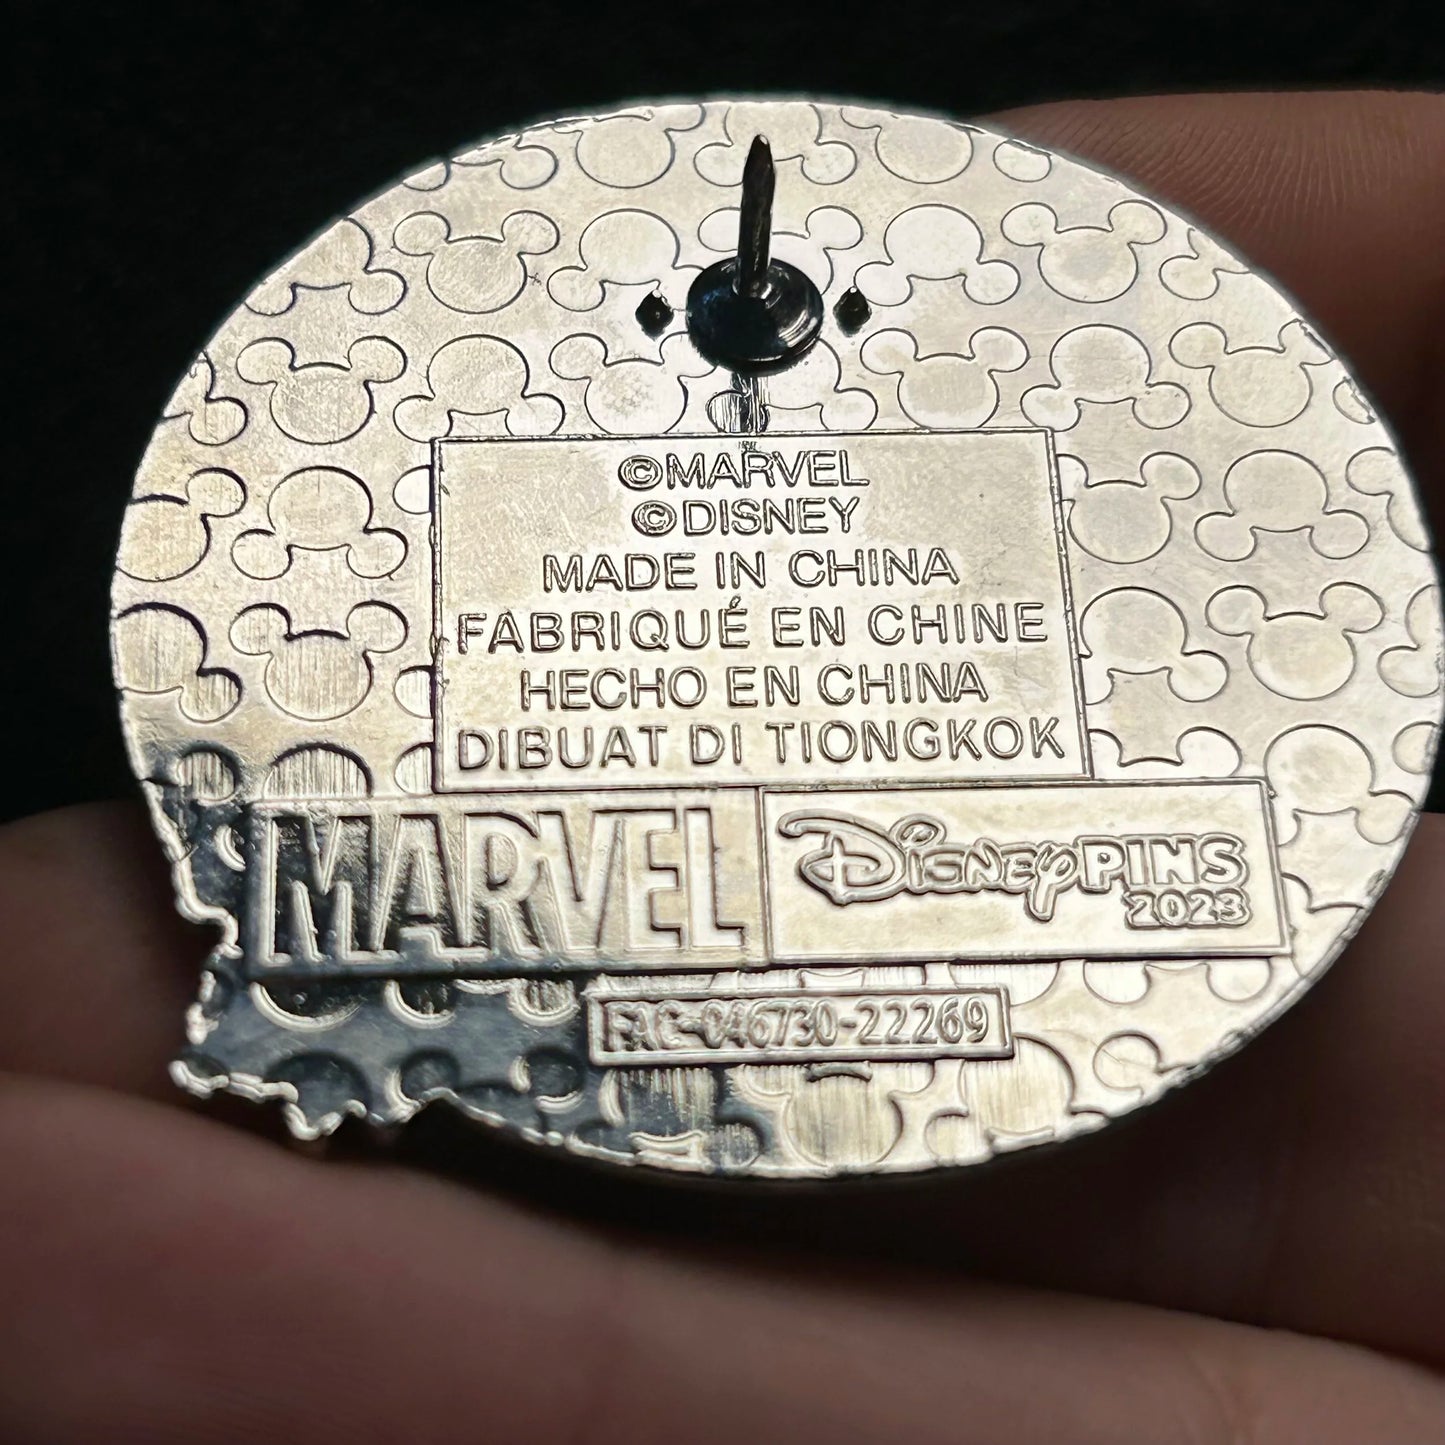 ©MARVEL
©DISNEY
MADE IN CHINA
FABRIQUÉ EN CHINE
HECHO EN CHINA
DIBUAT DI TIONGKOK
MARVEL
Disney PINS
2023
FAC-046730-22269